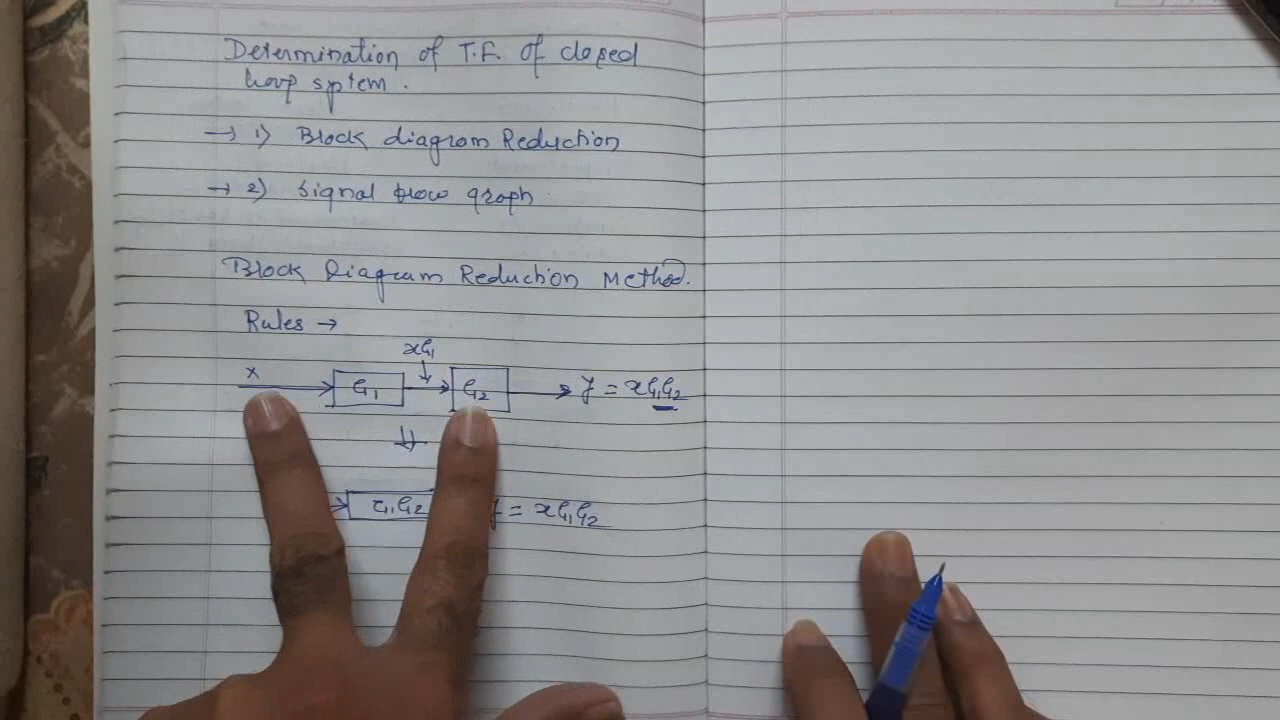 Determination of T.F. of closed
loop system.
→ 1) Block diagram Reduction
→ 2) Signal flow graph
Block Diagram Reduction Method.
Rules →
xG₁
x G₁ G₂ y = xG₁G₂
G₁G₂ y = xG₁G₂